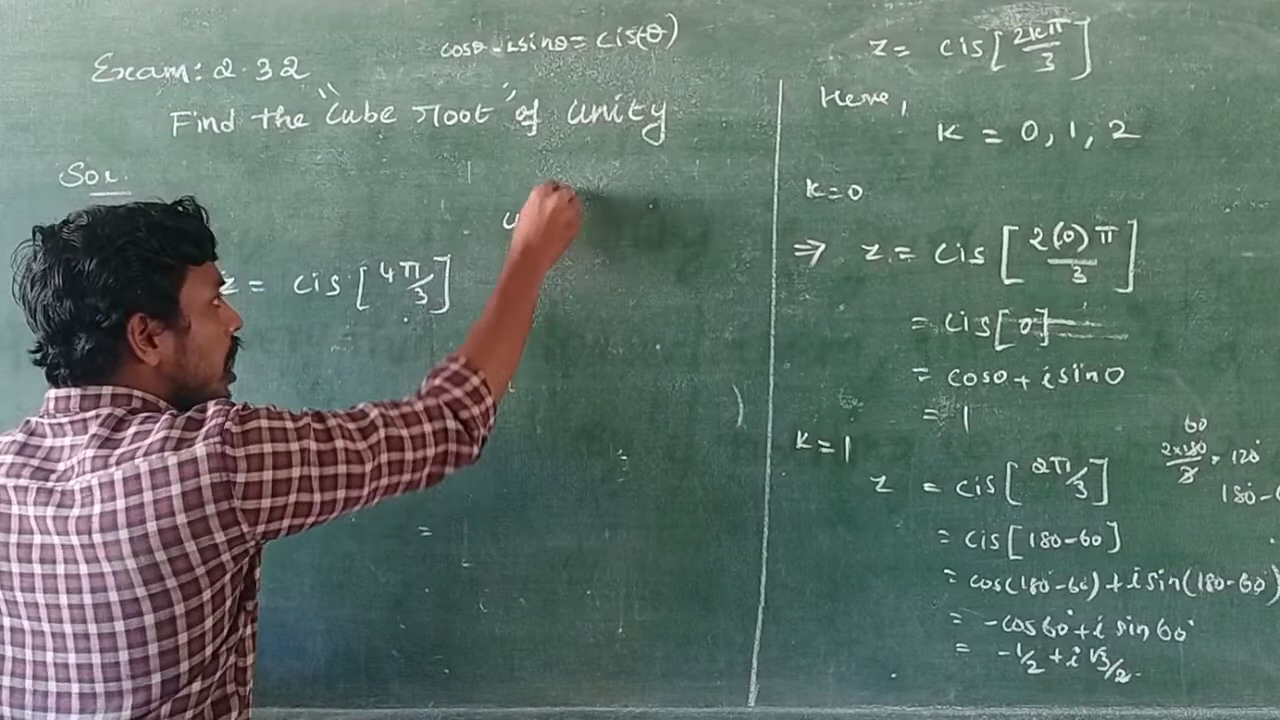 cosθ - isinθ = cis(θ)
Exam: 2.32
Find the "cube root" of unity
Sol.
z = cis[4π/3]
z = cis[2kπ/3]
Here,
K = 0, 1, 2
K=0
⇒ z = cis[2(0)π/3]
= cis[0]
= cos0 + i sin0
= 1
K=1
60
2×180/3 = 120°
180-6
z = cis[2π/3]
= cis[180-60]
= cos(180-60) + i sin(180-60)
= -cos60° + i sin60°
= -1/2 + i √3/2.